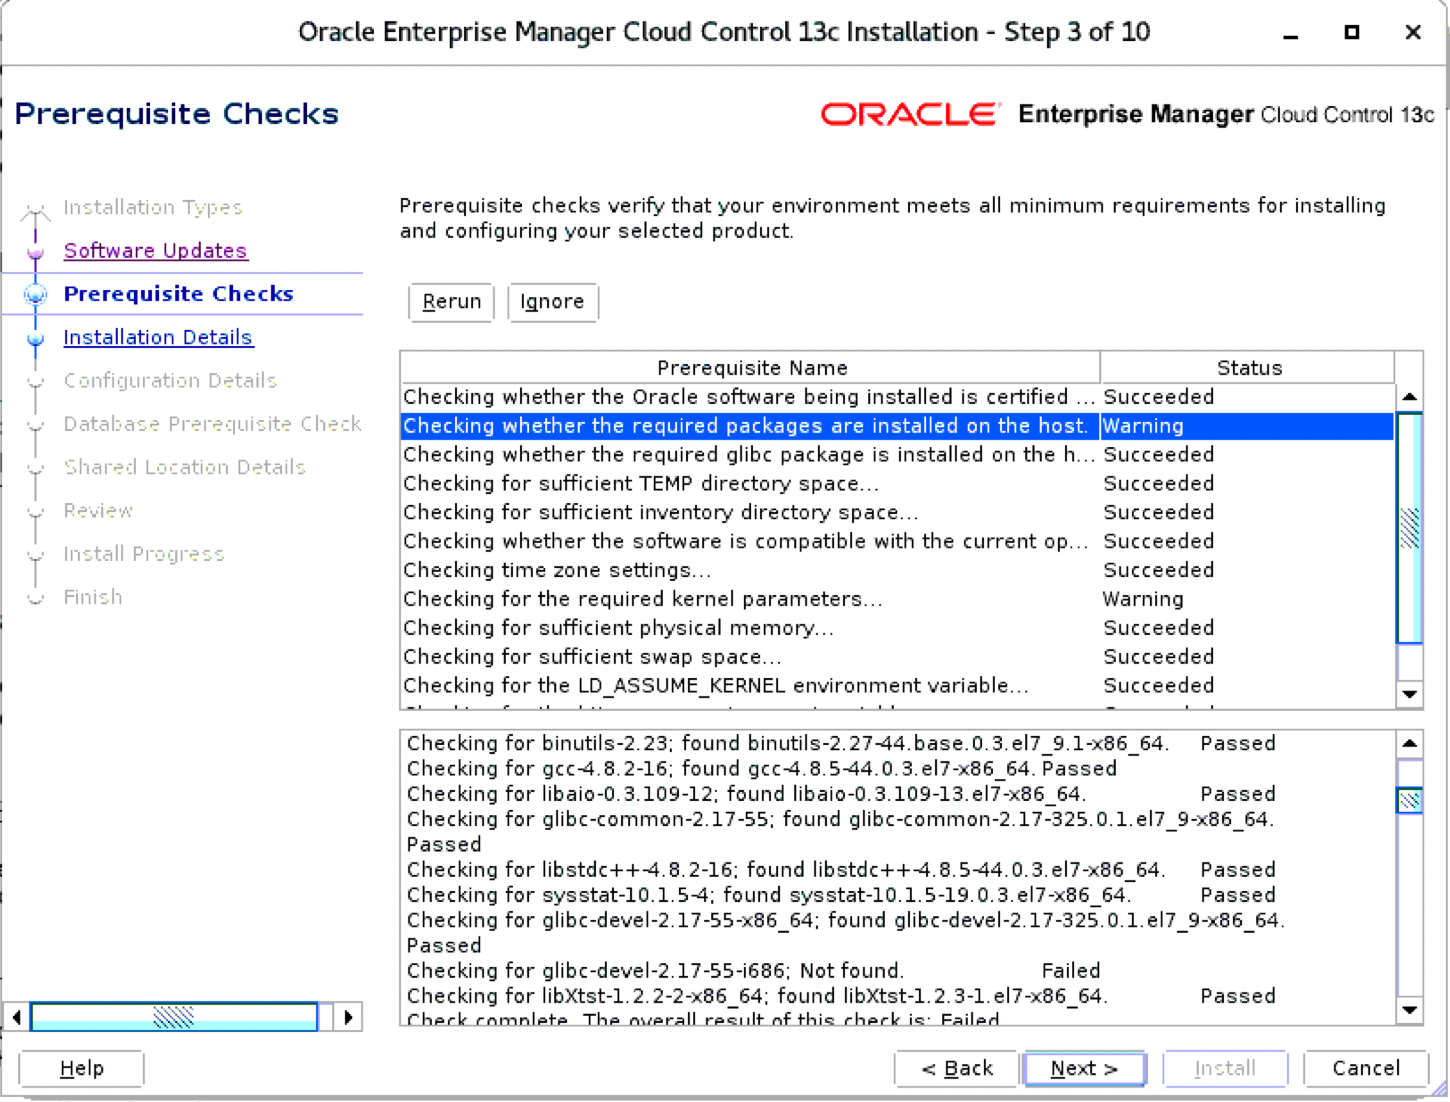 Oracle Enterprise Manager Cloud Control 13c Installation - Step 3 of 10
Prerequisite Checks
ORACLE Enterprise Manager Cloud Control 13c
Installation Types
Software Updates
Prerequisite Checks
Installation Details
Configuration Details
Database Prerequisite Check
Shared Location Details
Review
Install Progress
Finish
Prerequisite checks verify that your environment meets all minimum requirements for installing
and configuring your selected product.
Rerun Ignore
Prerequisite Name Status
Checking whether the Oracle software being installed is certified ... Succeeded
Checking whether the required packages are installed on the host. Warning
Checking whether the required glibc package is installed on the h... Succeeded
Checking for sufficient TEMP directory space... Succeeded
Checking for sufficient inventory directory space... Succeeded
Checking whether the software is compatible with the current op... Succeeded
Checking time zone settings... Succeeded
Checking for the required kernel parameters... Warning
Checking for sufficient physical memory... Succeeded
Checking for sufficient swap space... Succeeded
Checking for the LD_ASSUME_KERNEL environment variable... Succeeded
Checking for binutils-2.23; found binutils-2.27-44.base.0.3.el7_9.1-x86_64. Passed
Checking for gcc-4.8.2-16; found gcc-4.8.5-44.0.3.el7-x86_64. Passed
Checking for libaio-0.3.109-12; found libaio-0.3.109-13.el7-x86_64. Passed
Checking for glibc-common-2.17-55; found glibc-common-2.17-325.0.1.el7_9-x86_64.
Passed
Checking for libstdc++-4.8.2-16; found libstdc++-4.8.5-44.0.3.el7-x86_64. Passed
Checking for sysstat-10.1.5-4; found sysstat-10.1.5-19.0.3.el7-x86_64. Passed
Checking for glibc-devel-2.17-55-x86_64; found glibc-devel-2.17-325.0.1.el7_9-x86_64.
Passed
Checking for glibc-devel-2.17-55-i686; Not found. Failed
Checking for libXtst-1.2.2-2-x86_64; found libXtst-1.2.3-1.el7-x86_64. Passed
Check complete. The overall result of this check is: Failed
Help < Back Next > Install Cancel